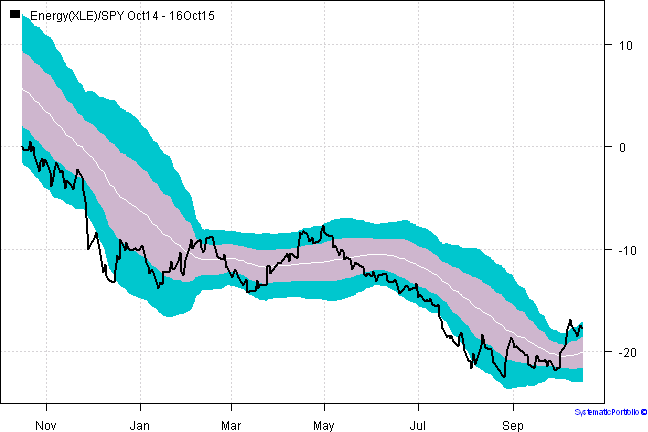 Energy(XLE)/SPY Oct14 - 16Oct15
10
0
-10
-20
Nov Jan Mar May Jul Sep
SystematicPortfolio ©